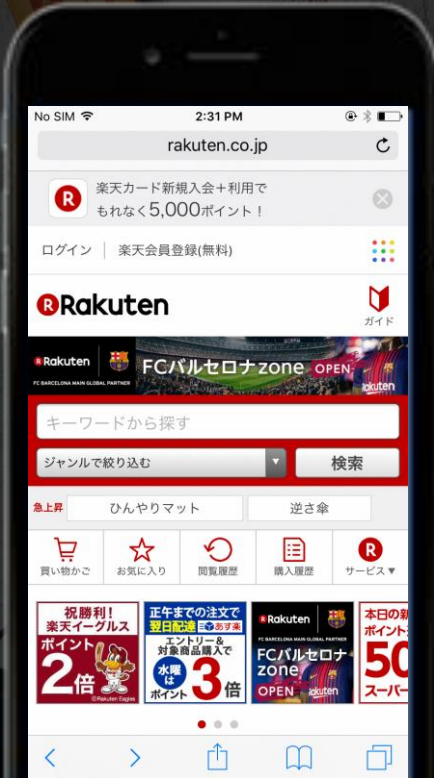 No SIM 2:31 PM
rakuten.co.jp
R
楽天カード新規入会+利用で
もれなく5,000ポイント!
ログイン | 楽天会員登録(無料)
R Rakuten
ガイド
R Rakuten
FC BARCELONA MAIN GLOBAL PARTNER
FCバルセロナzone OPEN
Rakuten
キーワードから探す
ジャンルで絞り込む ▼
検索
急上昇 ひんやりマット 逆さ傘
買い物かご お気に入り 閲覧履歴 購入履歴 R サービス▼
祝勝利!
楽天イーグルス
ポイント
2倍
©Rakuten Eagles
正午までの注文で
翌日配達 あす楽
エントリー&
対象商品購入で
水曜は
ポイント3倍
R Rakuten
FC BARCELONA MAIN GLOBAL PARTNER
FCバルセロナ
zone
OPEN Rakuten
本日の
ポイント
50
スーパー